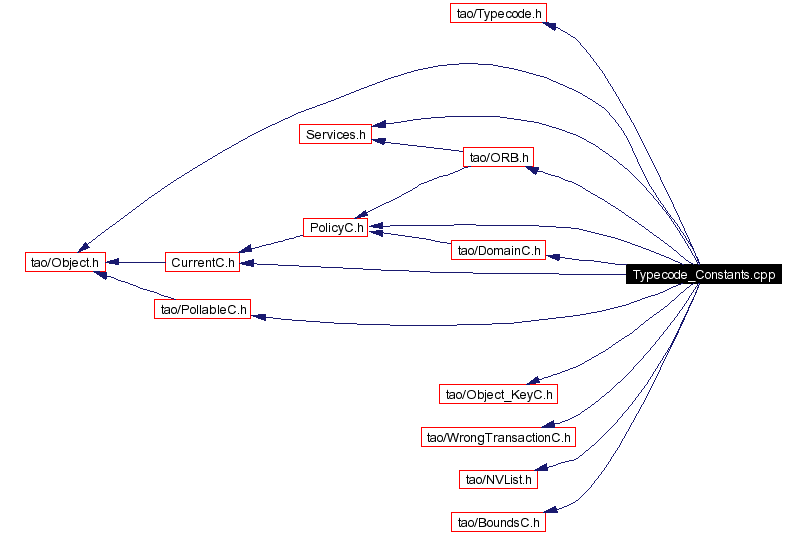 tao/Typecode.h
Services.h
tao/ORB.h
PolicyC.h
tao/DomainC.h
tao/Object.h
CurrentC.h
Typecode_Constants.cpp
tao/PollableC.h
tao/Object_KeyC.h
tao/WrongTransactionC.h
tao/NVList.h
tao/BoundsC.h